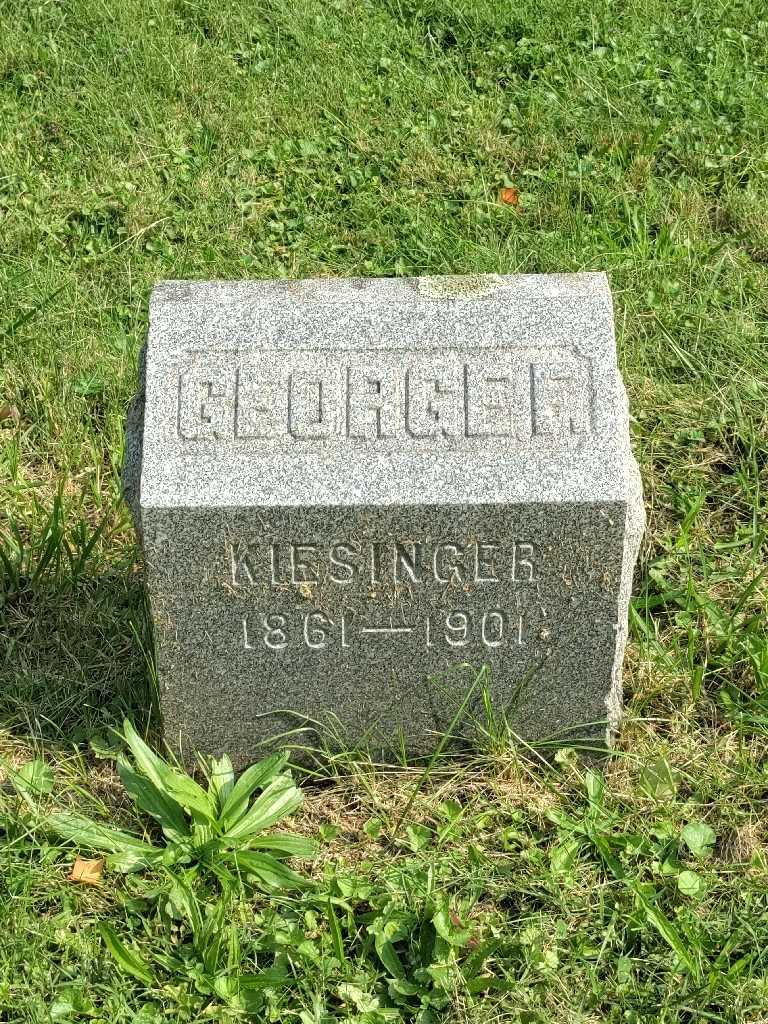 GEORGE F.
KIESINGER
1861—1901